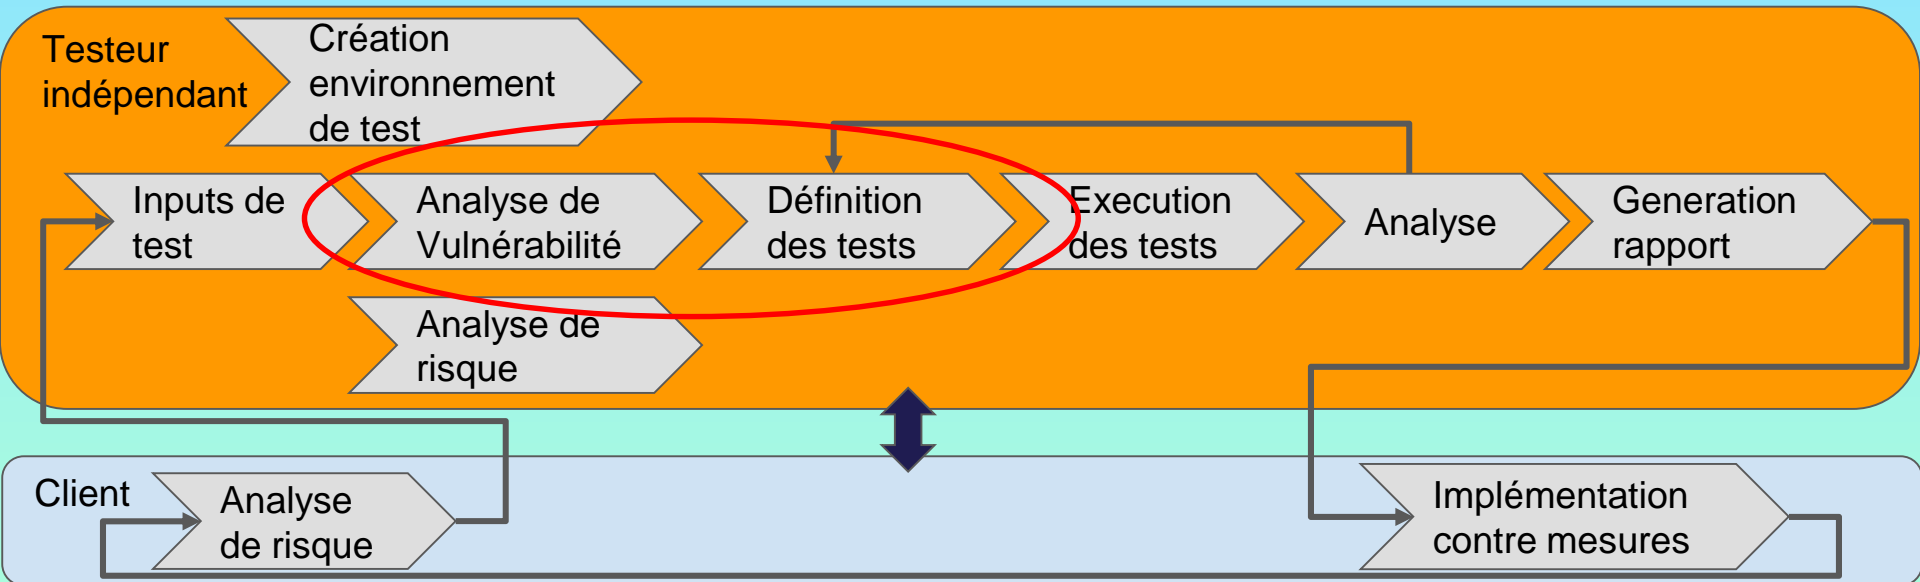 Testeur
indépendant
Création
environnement
de test
Inputs de
test
Analyse de
Vulnérabilité
Définition
des tests
Execution
des tests
Analyse
Generation
rapport
Analyse de
risque
Client
Analyse
de risque
Implémentation
contre mesures